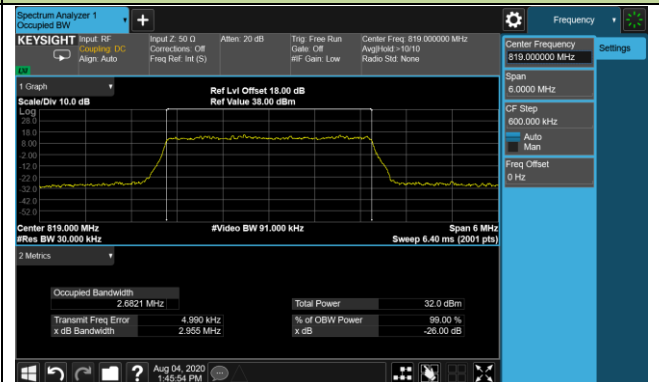 Spectrum Analyzer 1
Occupied BW
Frequency
KEYSIGHT
Input: RF
Coupling: DC
Align: Auto
Input Z: 50 Ω
Corrections: Off
Freq Ref: Int (S)
Atten: 20 dB
Trig: Free Run
Gate: Off
#IF Gain: Low
Center Freq: 819.000000 MHz
Avg|Hold:>10/10
Radio Std: None
Center Frequency
819.000000 MHz
Settings
Span
6.0000 MHz
CF Step
600.000 kHz
Auto
Man
Freq Offset
0 Hz
1 Graph
Scale/Div 10.0 dB
Ref Lvl Offset 18.00 dB
Ref Value 38.00 dBm
Log
28.0
18.0
8.00
-2.00
-12.0
-22.0
-32.0
-42.0
-52.0
Center 819.000 MHz
#Res BW 30.000 kHz
#Video BW 91.000 kHz
Span 6 MHz
Sweep 6.40 ms (2001 pts)
2 Metrics
Occupied Bandwidth
2.6821 MHz
Total Power 32.0 dBm
Transmit Freq Error 4.990 kHz
% of OBW Power 99.00 %
x dB Bandwidth 2.955 MHz
x dB -26.00 dB
Aug 04, 2020
1:45:54 PM